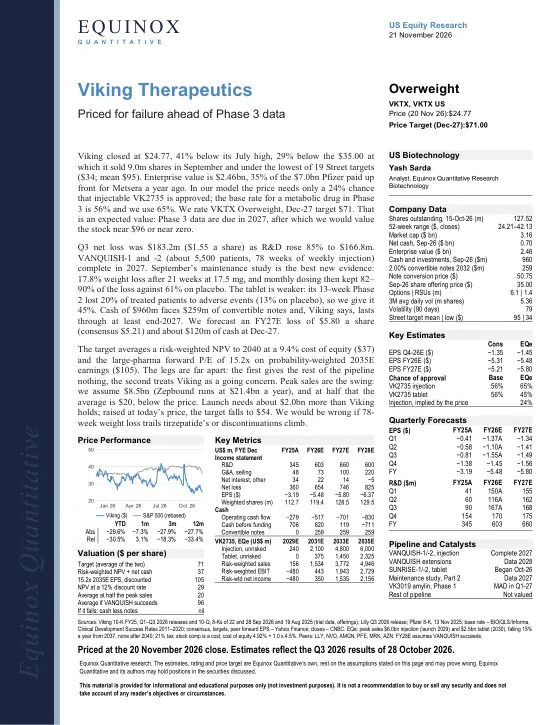 EQUINOX
QUANTITATIVE
US Equity Research
21 November 2026
Viking Therapeutics
Priced for failure ahead of Phase 3 data
Overweight
VKTX, VKTX US
Price (20 Nov 26):$24.77
Price Target (Dec-27):$71.00
Viking closed at $24.77, 41% below its July high, 29% below the $35.00 at
which it sold 9.0m shares in September and under the lowest of 19 Street targets
($34; mean $95). Enterprise value is $2.46bn, 35% of the $7.0bn Pfizer paid up
front for Metsera a year ago. In our model the price needs only a 24% chance
that injectable VK2735 is approved; the base rate for a metabolic drug in Phase
3 is 56% and we use 65%. We rate VKTX Overweight, Dec-27 target $71. That
is an expected value: Phase 3 data are due in 2027, after which we would value
the stock near $96 or near zero.
Q3 net loss was $183.2m ($1.55 a share) as R&D rose 85% to $166.8m.
VANQUISH-1 and -2 (about 5,500 patients, 78 weeks of weekly injection)
complete in 2027. September's maintenance study is the best new evidence:
17.8% weight loss after 21 weeks at 17.5 mg, and monthly dosing then kept 82–
90% of the loss against 61% on placebo. The tablet is weaker: its 13-week Phase
2 lost 20% of treated patients to adverse events (13% on placebo), so we give it
45%. Cash of $960m faces $259m of convertible notes and, Viking says, lasts
through at least end-2027. We forecast an FY27E loss of $5.80 a share
(consensus $5.21) and about $120m of cash at Dec-27.
The target averages a risk-weighted NPV to 2040 at a 9.4% cost of equity ($37)
and the large-pharma forward P/E of 15.2x on probability-weighted 2035E
earnings ($105). The legs are far apart: the first gives the rest of the pipeline
nothing, the second treats Viking as a going concern. Peak sales are the swing:
we assume $8.5bn (Zepbound runs at $21.4bn a year), and at half that the
average is $20, below the price. Launch needs about $2.0bn more than Viking
holds; raised at today's price, the target falls to $54. We would be wrong if 78-
week weight loss trails tirzepatide's or discontinuations climb.
US Biotechnology
Yash Sarda
Analyst, Equinox Quantitative Research
Biotechnology
Company Data
Shares outstanding, 15-Oct-26 (m) 127.52
52-week range ($, closes) 24.21–42.13
Market cap ($ bn) 3.16
Net cash, Sep-26 ($ bn) 0.70
Enterprise value ($ bn) 2.46
Cash and investments, Sep-26 ($m) 960
2.00% convertible notes 2032 ($m) 259
Note conversion price ($) 50.75
Sep-26 share offering price ($) 35.00
Options | RSUs (m) 6.1 | 1.4
3M avg daily vol (m shares) 5.36
Volatility (90 days) 79
Street target mean | low ($) 95 | 34
Key Estimates
Cons EQe
EPS Q4-26E ($) −1.35 −1.45
EPS FY26E ($) −5.31 −5.48
EPS FY27E ($) −5.21 −5.80
Chance of approval Base EQe
VK2735 injection 56% 65%
VK2735 tablet 56% 45%
Injection, implied by the price 24%
Quarterly Forecasts
EPS ($) FY25A FY26E FY27E
Q1 −0.41 −1.37A −1.34
Q2 −0.58 −1.10A −1.41
Q3 −0.81 −1.55A −1.49
Q4 −1.38 −1.45 −1.56
FY −3.19 −5.48 −5.80
R&D ($ m) FY25A FY26E FY27E
Q1 41 150A 155
Q2 60 116A 162
Q3 90 167A 168
Q4 154 170 175
FY 345 603 660
Pipeline and Catalysts
VANQUISH-1/-2, injection Complete 2027
VANQUISH extensions Data 2028
SUNRISE-1/-2, tablet Began Oct-26
Maintenance study, Part 2 Data 2027
VK3019 amylin, Phase 1 MAD in Q1-27
Rest of pipeline Not valued
Price Performance
60
40
20
Jan 26 Apr 26 Jul 26 Oct 26
Viking ($) S&P 500 (rebased)
YTD 1m 3m 12m
Abs −29.6% −7.3% −27.9% −27.7%
Rel −30.5% 3.1% −18.3% −33.4%
Valuation ($ per share)
Target (average of the two) 71
Risk-weighted NPV + net cash 37
15.2x 2035E EPS, discounted 105
NPV at a 12% discount rate 29
Average at half the peak sales 20
Average if VANQUISH succeeds 96
If it fails: cash less notes nil
Key Metrics
US$ m, FYE Dec FY25A FY26E FY27E FY28E
Income statement
R&D 345 603 660 600
G&A, selling 48 73 100 220
Net interest, other 34 22 14 −5
Net loss 360 654 746 825
EPS ($) −3.19 −5.48 −5.80 −6.37
Weighted shares (m) 112.7 119.4 128.5 129.5
Cash
Operating cash flow −279 −517 −701 −830
Cash before funding 706 820 119 −711
Convertible notes 0 259 259 259
VK2735, EQe (US$ m) 2029E 2031E 2033E 2035E
Injection, unrisked 240 2,100 4,800 6,000
Tablet, unrisked 0 375 1,450 2,325
Risk-weighted sales 156 1,534 3,772 4,946
Risk-weighted EBIT −480 443 1,943 2,729
Risk-wtd net income −480 350 1,535 2,156
Sources: Viking 10-K FY25, Q1–Q3 2026 releases and 10-Q, 8-Ks of 22 and 28 Sep 2026 and 19 Aug 2025 (trial data, offerings); Lilly Q3 2026 release; Pfizer 8-K, 13 Nov 2025; base rate – BIO/QLS/Informa,
Clinical Development Success Rates 2011–2020; consensus, targets, peer forward EPS – Yahoo Finance; closes – CNBC. EQe: peak sales $6.0bn injection (launch 2029) and $2.5bn tablet (2030), falling 15%
a year from 2037, none after 2040; tax 21%; stock comp is a cost; cost of equity 4.92% + 1.0 x 4.5%. Peers: LLY, NVO, AMGN, PFE, MRK, AZN. FY28E assumes VANQUISH succeeds.
Priced at the 20 November 2026 close. Estimates reflect the Q3 2026 results of 28 October 2026.
Equinox Quantitative research. The estimates, rating and price target are Equinox Quantitative's own, rest on the assumptions stated on this page and may prove wrong. Equinox
Quantitative and its authors may hold positions in the securities discussed.
This material is provided for informational and educational purposes only (not investment purposes). It is not a recommendation to buy or sell any security and does not
take account of any reader's objectives or circumstances.
Equinox Quantitative